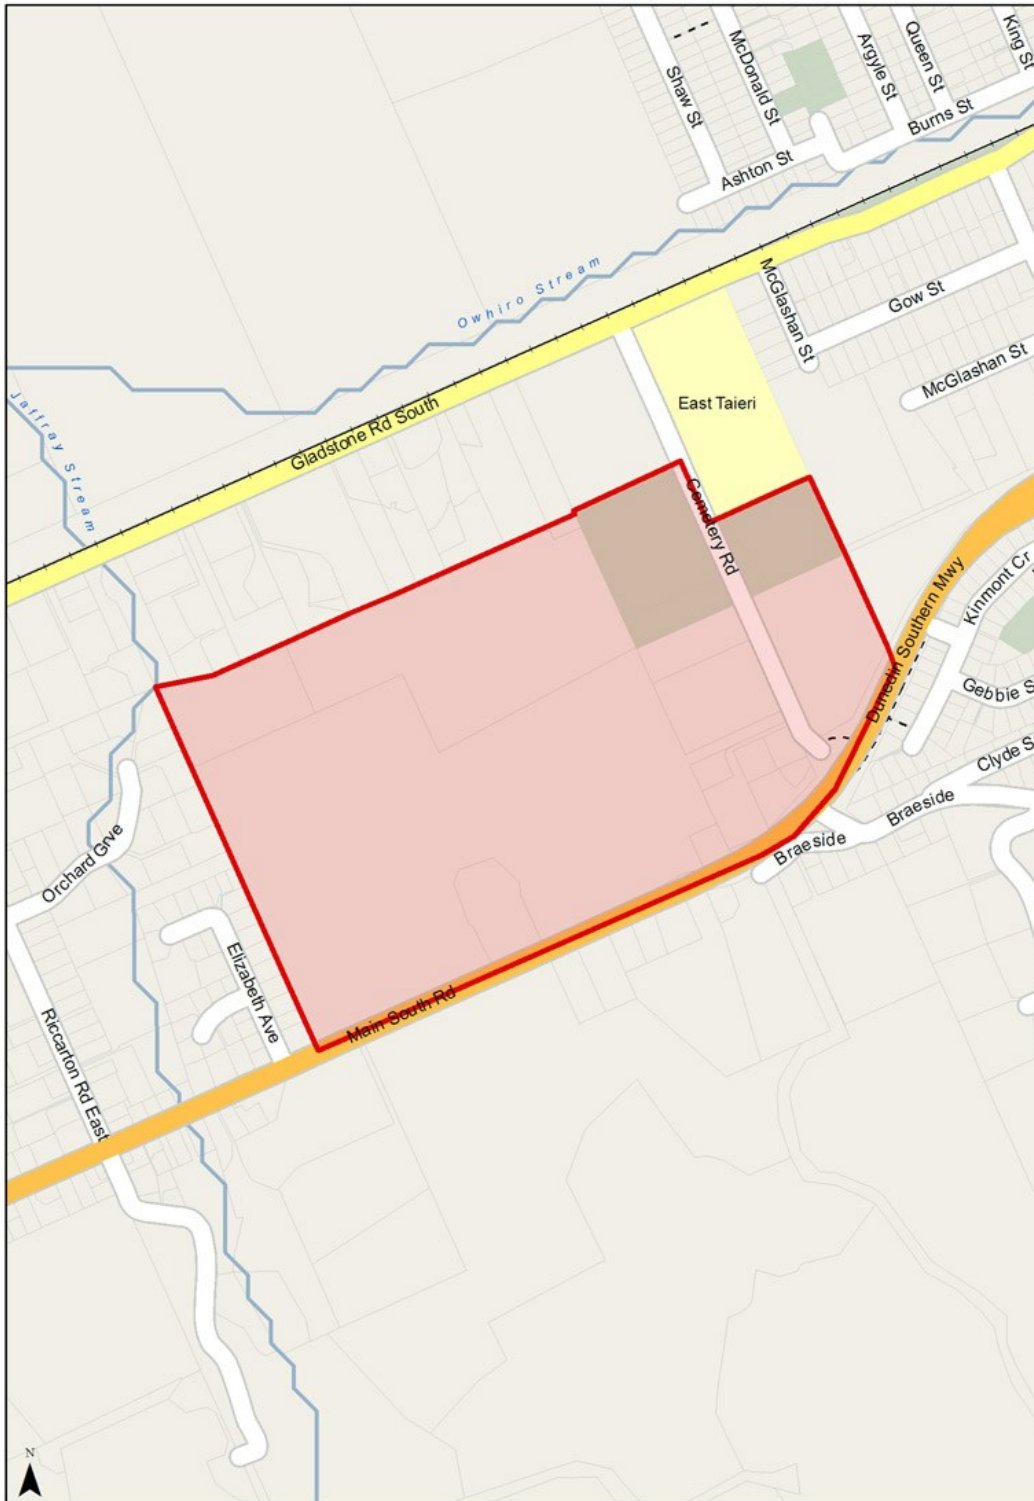 King St
Queen St
Argyle St
McDonald St
Shaw St
Burns St
Ashton St
Owhiro Stream
McGlashan St
Gow St
McGlashan St
Jaffray Stream
Gladstone Rd South
East Taieri
Cemetery Rd
Dunedin Southern Mwy
Kinmont Cr
Gebbie S
Clyde S
Braeside
Braeside
Orchard Grve
Elizabeth Ave
Main South Rd
Riccarton Rd East
N